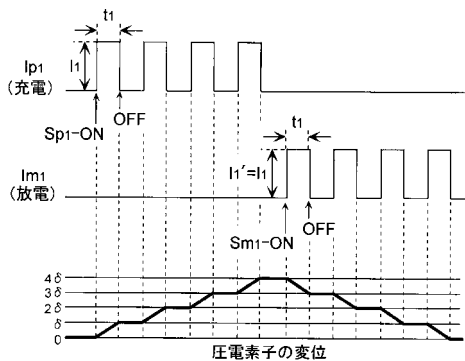 t1
Ip1
I1
(充電)
Sp1-ON
OFF
t1
Im1
I1'=I1
(放電)
Sm1-ON
OFF
4δ
3δ
2δ
δ
0
圧電素子の変位